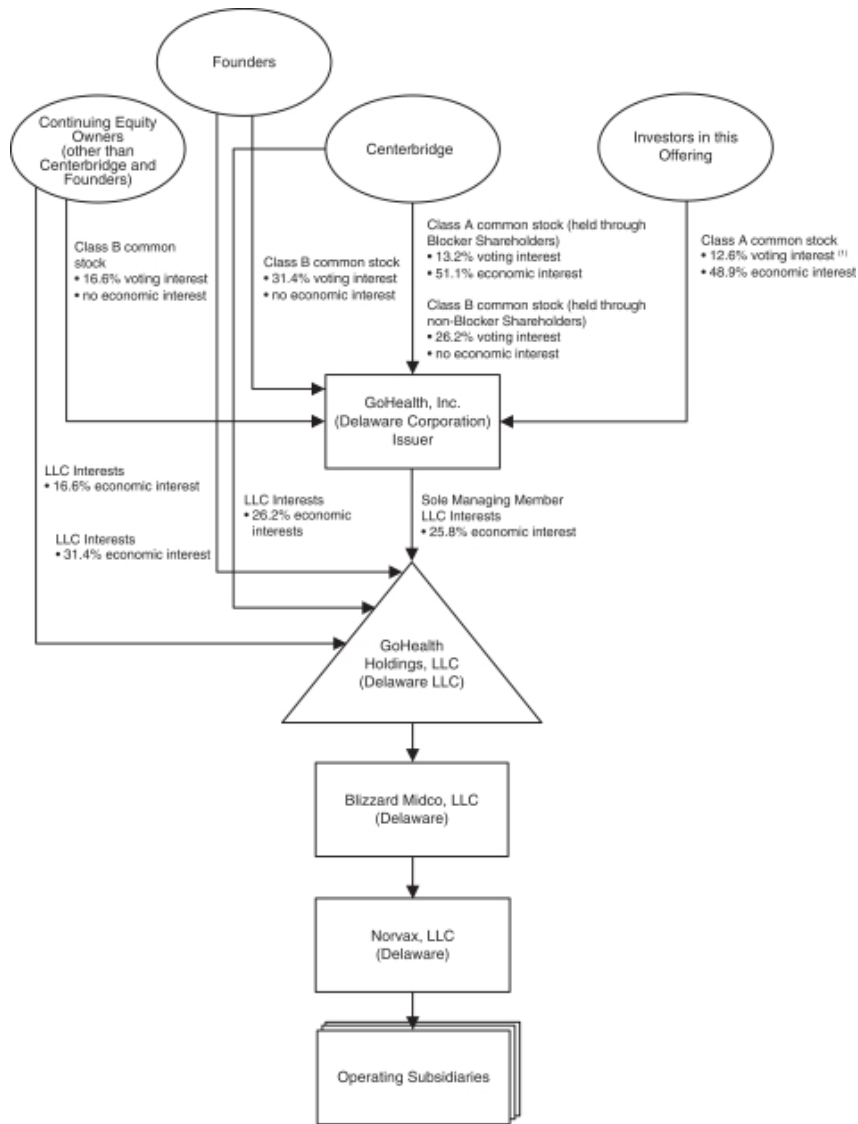 Founders
Continuing Equity
Owners
(other than
Centerbridge and
Founders)
Centerbridge
Investors in this
Offering
Class B common
stock
• 16.6% voting interest
• no economic interest
Class B common stock
• 31.4% voting interest
• no economic interest
Class A common stock (held through
Blocker Shareholders)
• 13.2% voting interest
• 51.1% economic interest
Class B common stock (held through
non-Blocker Shareholders)
• 26.2% voting interest
• no economic interest
Class A common stock
• 12.6% voting interest (1)
• 48.9% economic interest
GoHealth, Inc.
(Delaware Corporation)
Issuer
LLC Interests
• 16.6% economic interest
LLC Interests
• 31.4% economic interest
LLC Interests
• 26.2% economic
interests
Sole Managing Member
LLC Interests
• 25.8% economic interest
GoHealth
Holdings, LLC
(Delaware LLC)
Blizzard Midco, LLC
(Delaware)
Norvax, LLC
(Delaware)
Operating Subsidiaries